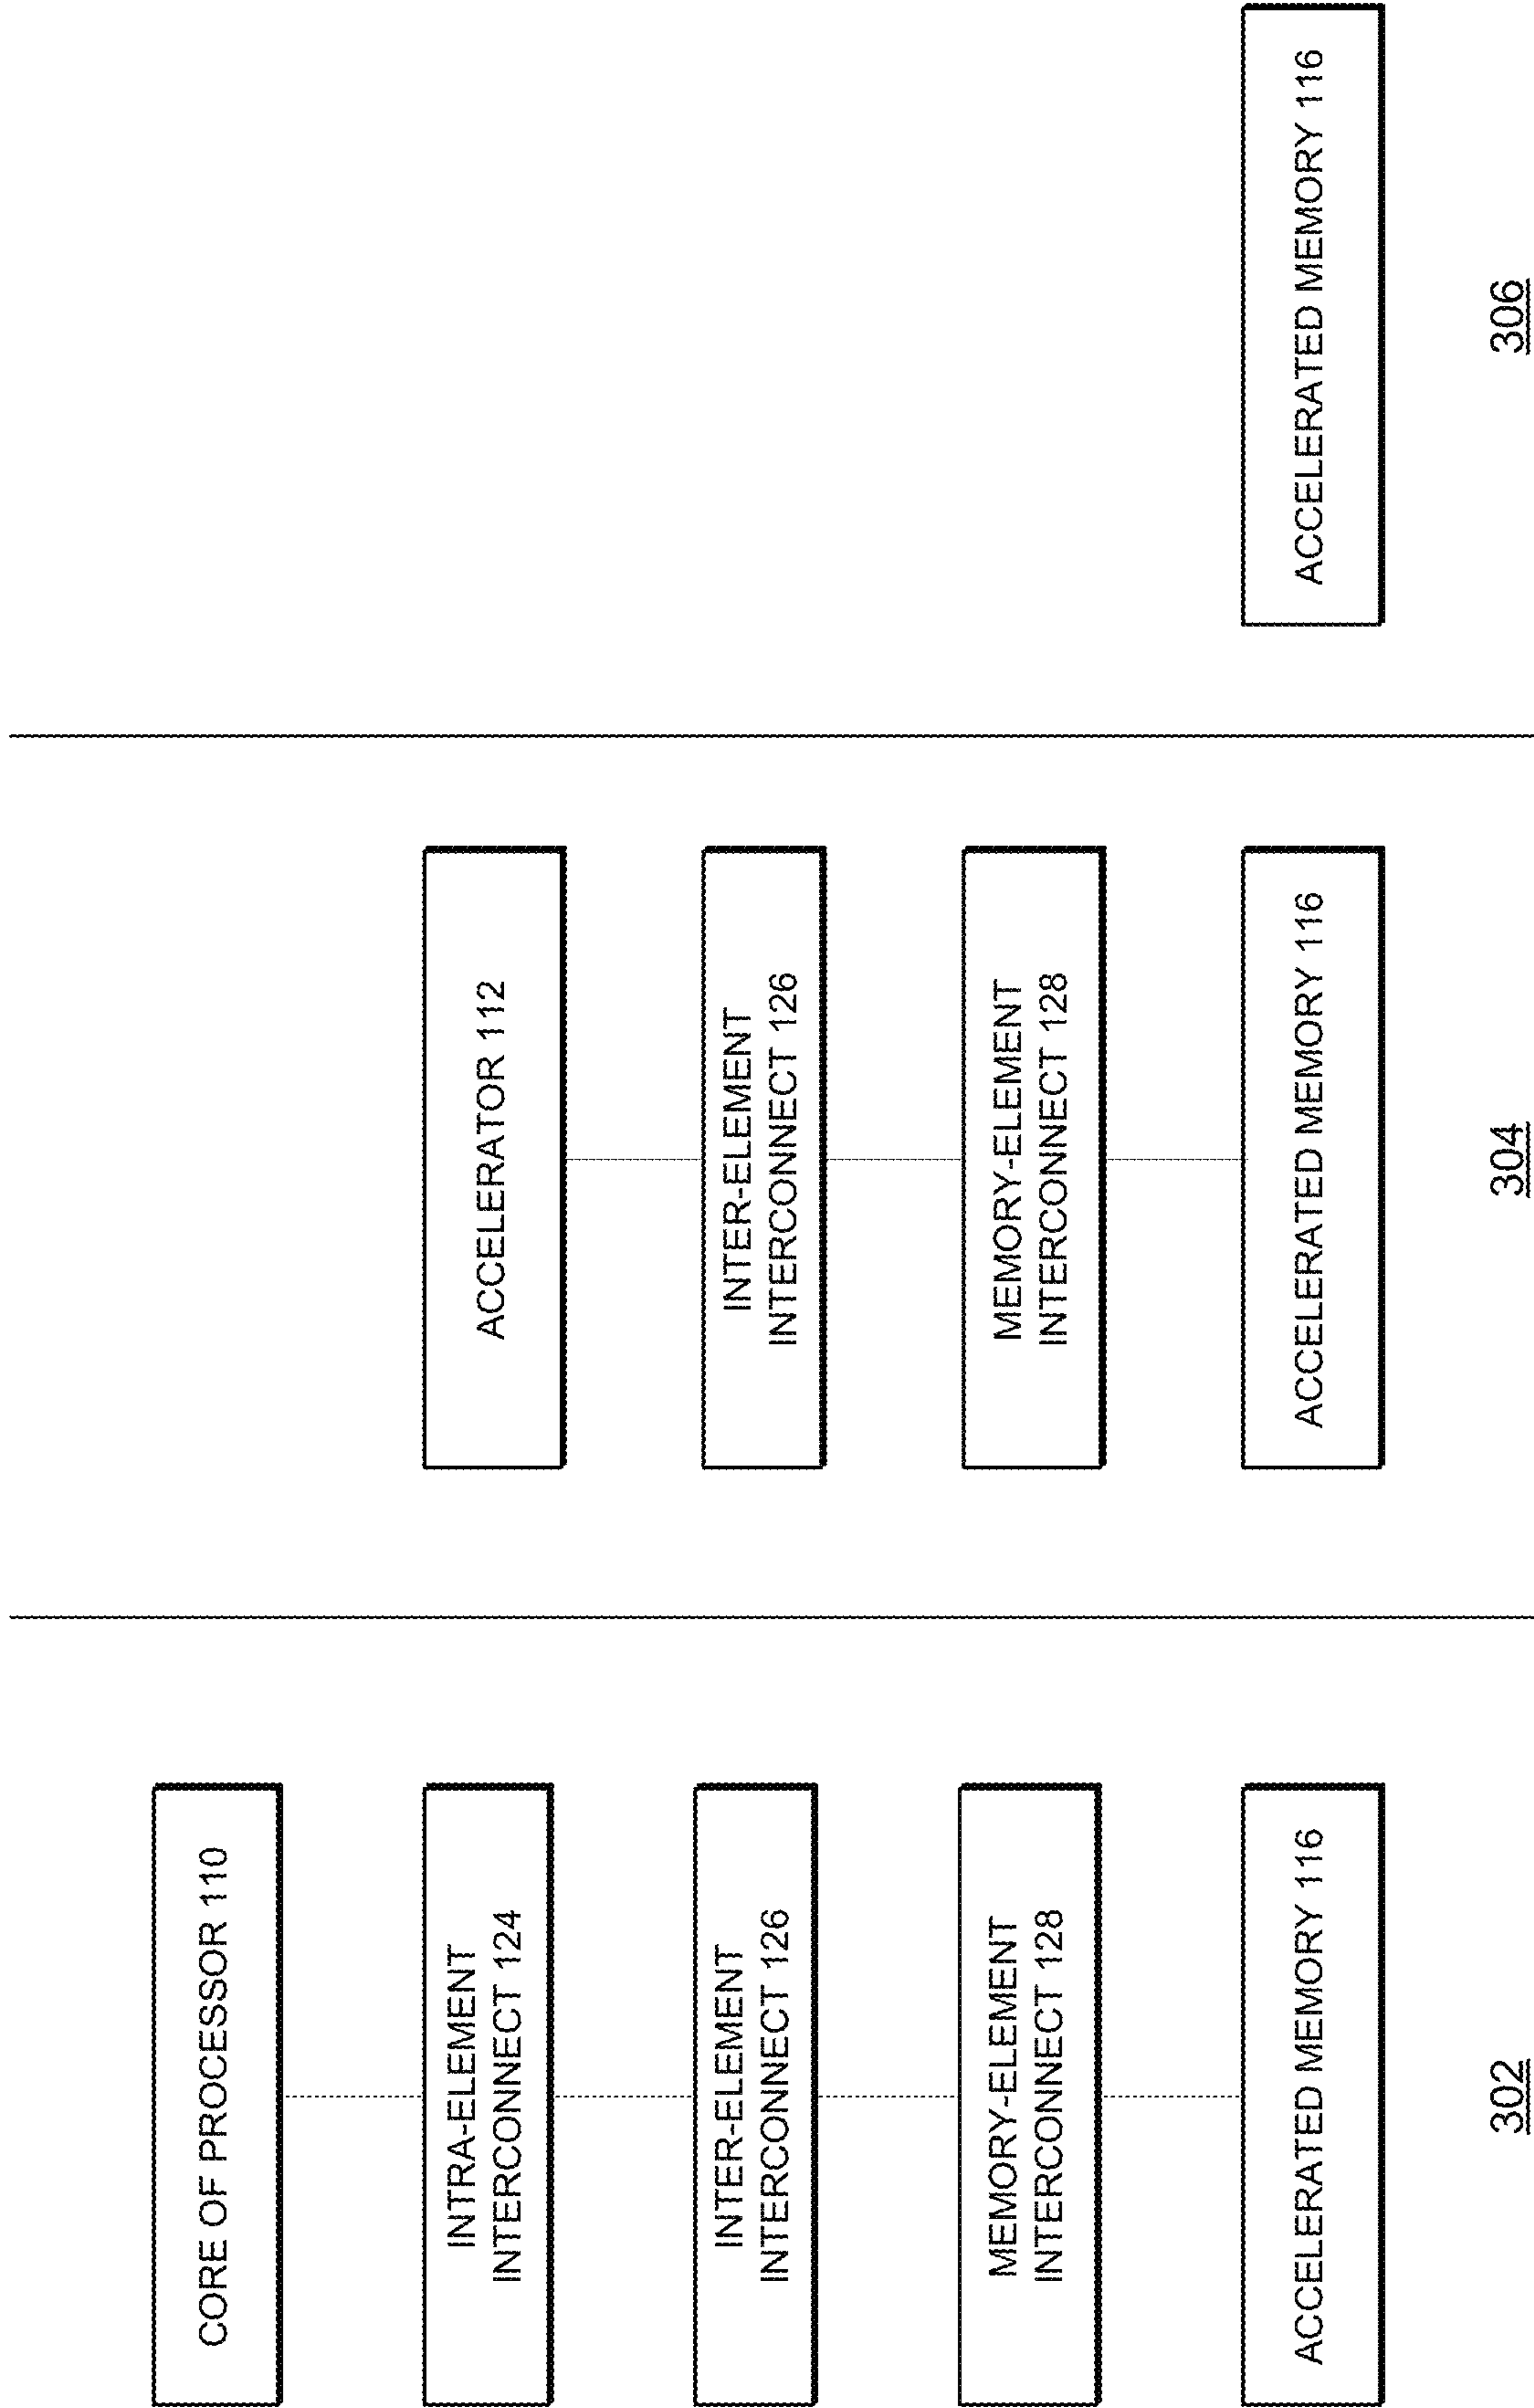 CORE OF PROCESSOR 110
INTRA-ELEMENT
INTERCONNECT 124
INTER-ELEMENT
INTERCONNECT 126
MEMORY-ELEMENT
INTERCONNECT 128
ACCELERATED MEMORY 116
302
ACCELERATOR 112
INTER-ELEMENT
INTERCONNECT 126
MEMORY-ELEMENT
INTERCONNECT 128
ACCELERATED MEMORY 116
304
ACCELERATED MEMORY 116
306